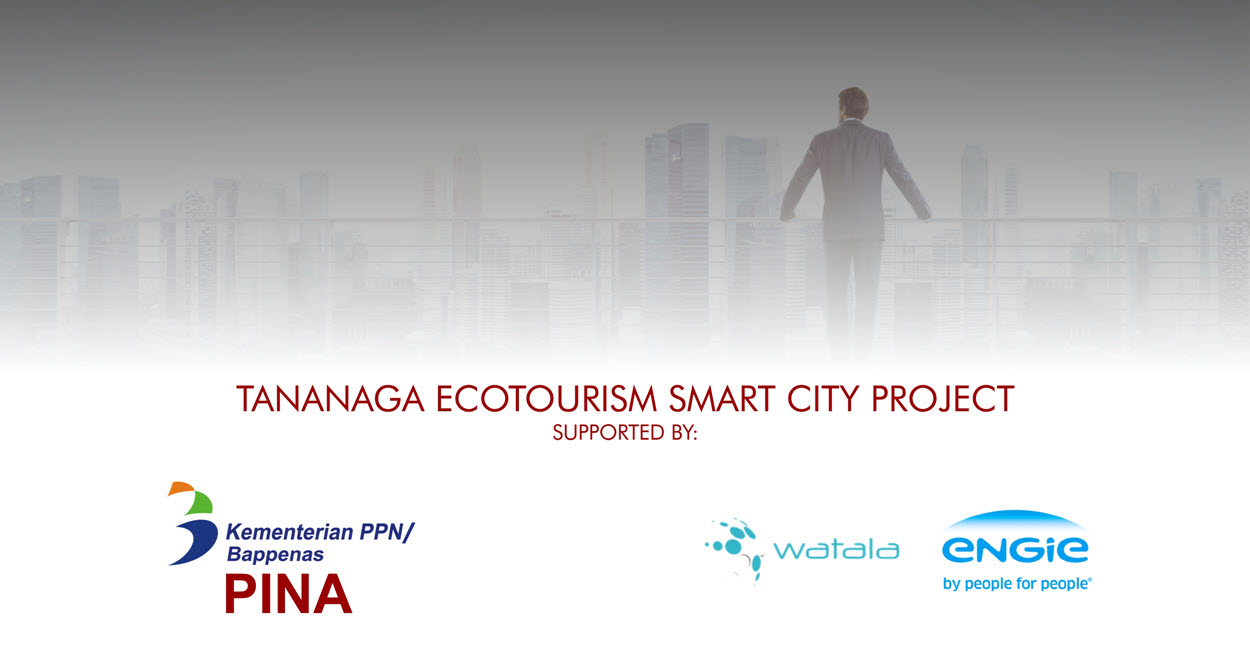 TANANAGA ECOTOURISM SMART CITY PROJECT
SUPPORTED BY:
Kementerian PPN/
Bappenas
PINA
watala
ENGIE
by people for people®